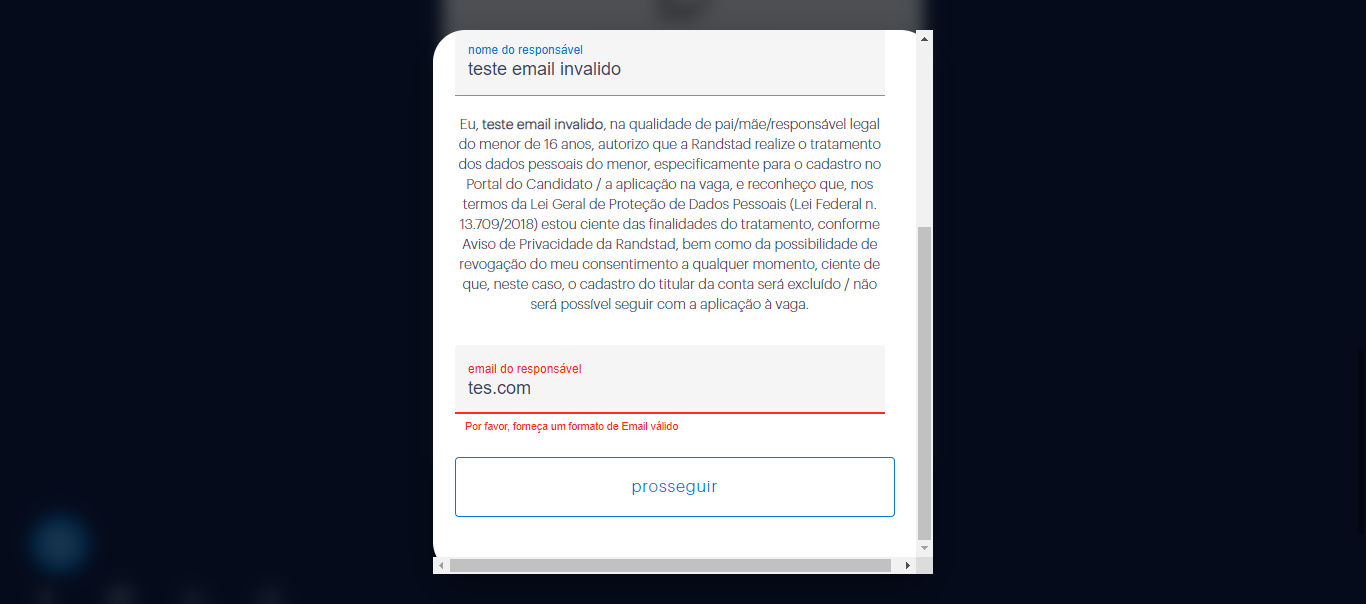 nome do responsável
teste email invalido
Eu, teste email invalido, na qualidade de pai/mãe/responsável legal
do menor de 16 anos, autorizo que a Randstad realize o tratamento
dos dados pessoais do menor, especificamente para o cadastro no
Portal do Candidato / a aplicação na vaga, e reconheço que, nos
termos da Lei Geral de Proteção de Dados Pessoais (Lei Federal n.
13.709/2018) estou ciente das finalidades do tratamento, conforme
Aviso de Privacidade da Randstad, bem como da possibilidade de
revogação do meu consentimento a qualquer momento, ciente de
que, neste caso, o cadastro do titular da conta será excluído / não
será possível seguir com a aplicação à vaga.
email do responsável
tes.com
Por favor, forneça um formato de Email válido
prosseguir